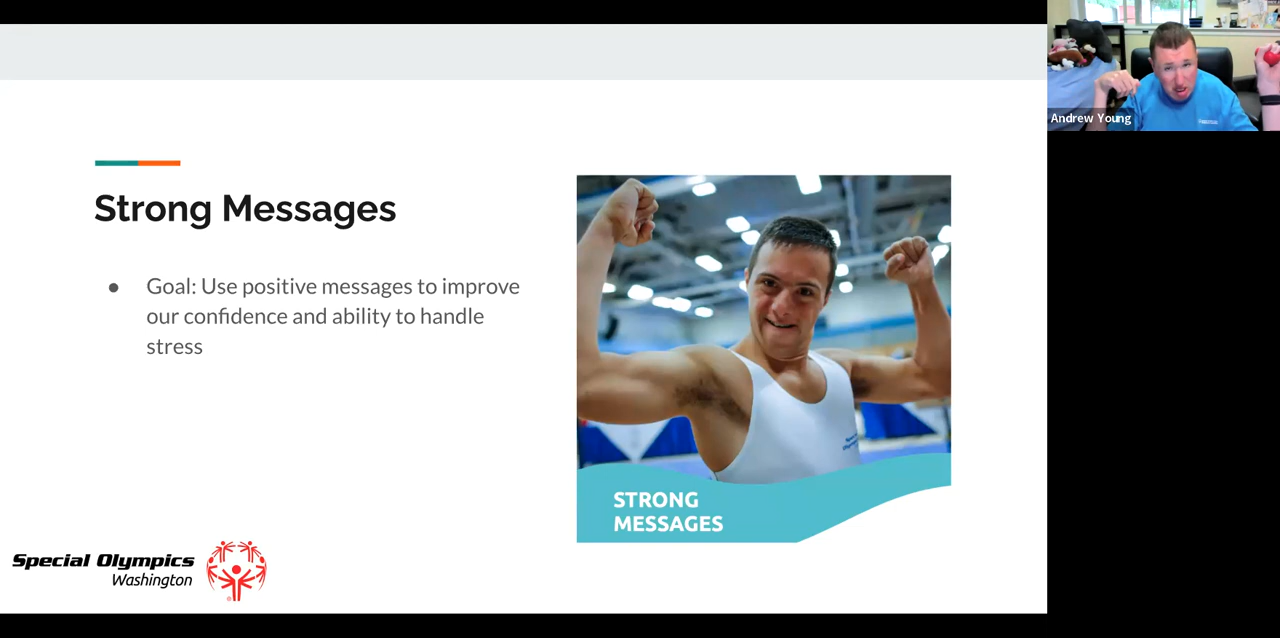 Strong Messages
● Goal: Use positive messages to improve
our confidence and ability to handle
stress
STRONG
MESSAGES
Special Olympics
Washington
Andrew Young